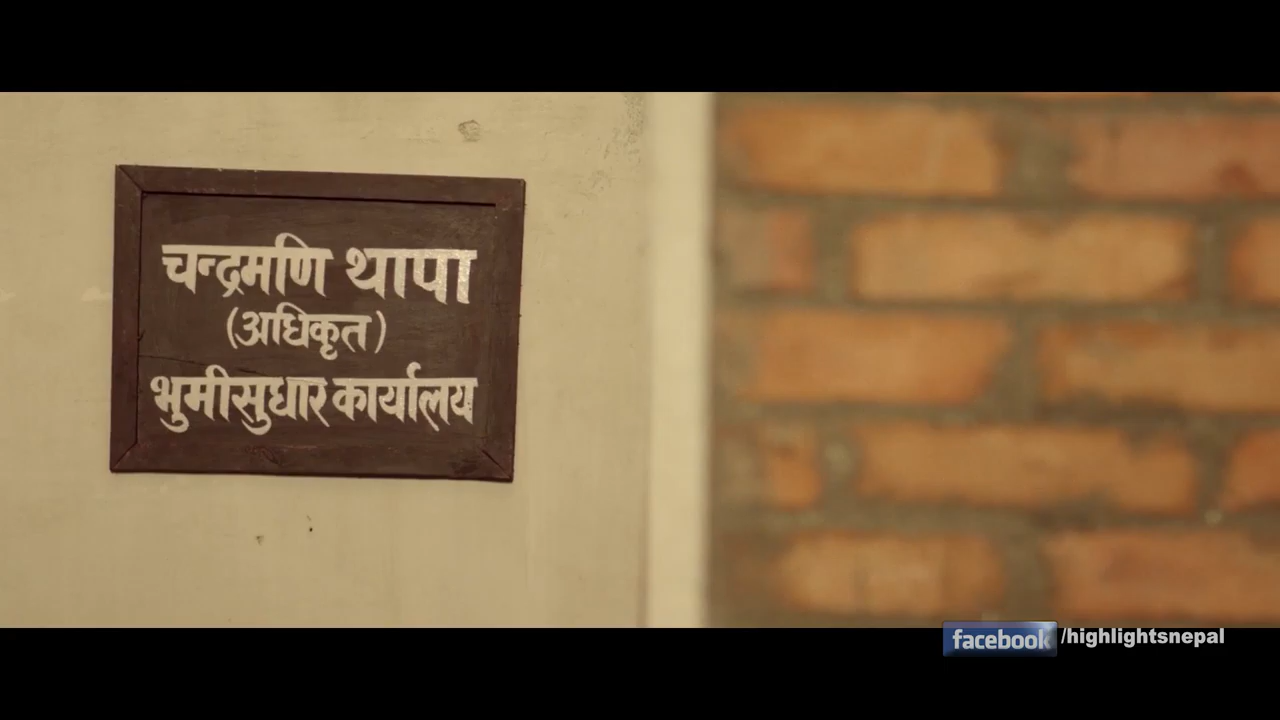 चन्द्रमणि थापा
(अधिकृत)
भुमीसुधार कार्यालय
facebook /highlightsnepal